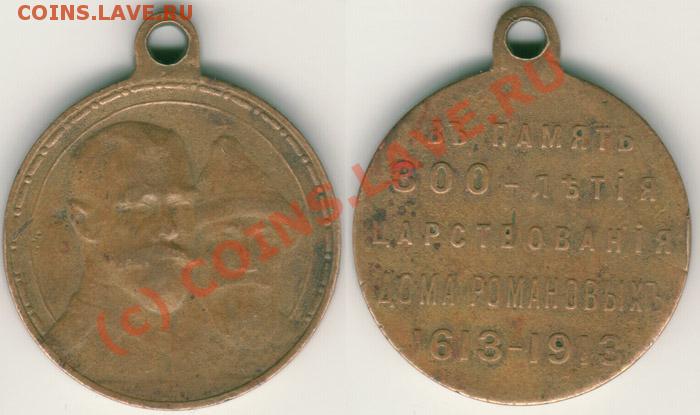 COINS.LAVE.RU
ВЪ ПАМЯТЬ
300-ЛѢТІЯ
ЦАРСТВОВАНІЯ
ДОМА РОМАНОВЫХЪ
1613-1913
(c) COINS.LAVE.RU